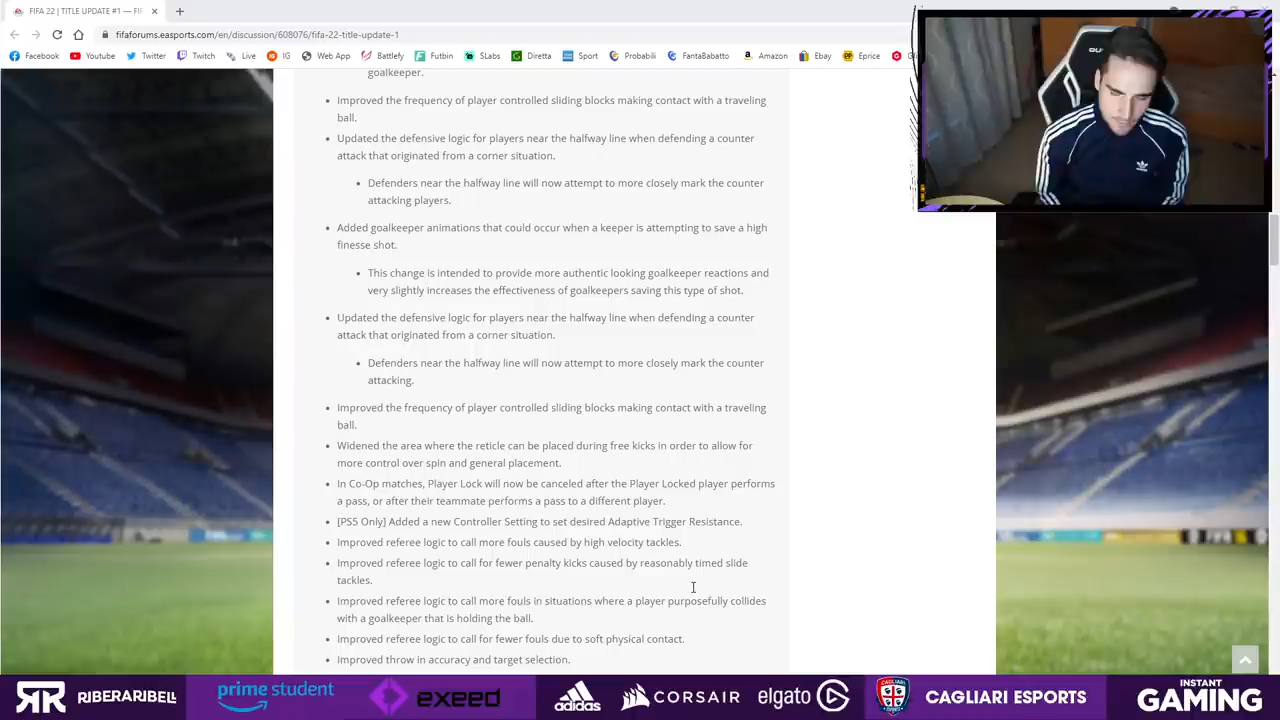 FIFA 22 | TITLE UPDATE #1 — FIF
fifaforums.easports.com/en/discussion/608076/fifa-22-title-update-1
Facebook YouTube Twitter Twitch Live IG Web App Battlefy Futbin SLabs Diretta Sport Probabili FantaBabatto Amazon Ebay Eprice
goalkeeper.
• Improved the frequency of player controlled sliding blocks making contact with a traveling
ball.
• Updated the defensive logic for players near the halfway line when defending a counter
attack that originated from a corner situation.
• Defenders near the halfway line will now attempt to more closely mark the counter
attacking players.
• Added goalkeeper animations that could occur when a keeper is attempting to save a high
finesse shot.
• This change is intended to provide more authentic looking goalkeeper reactions and
very slightly increases the effectiveness of goalkeepers saving this type of shot.
• Updated the defensive logic for players near the halfway line when defending a counter
attack that originated from a corner situation.
• Defenders near the halfway line will now attempt to more closely mark the counter
attacking.
• Improved the frequency of player controlled sliding blocks making contact with a traveling
ball.
• Widened the area where the reticle can be placed during free kicks in order to allow for
more control over spin and general placement.
• In Co-Op matches, Player Lock will now be canceled after the Player Locked player performs
a pass, or after their teammate performs a pass to a different player.
• [PS5 Only] Added a new Controller Setting to set desired Adaptive Trigger Resistance.
• Improved referee logic to call more fouls caused by high velocity tackles.
• Improved referee logic to call for fewer penalty kicks caused by reasonably timed slide
tackles.
• Improved referee logic to call more fouls in situations where a player purposefully collides
with a goalkeeper that is holding the ball.
• Improved referee logic to call for fewer fouls due to soft physical contact.
• Improved throw in accuracy and target selection.
RIBERARIBELL prime student exeed adidas CORSAIR elgato CAGLIARI ESPORTS INSTANT
GAMING